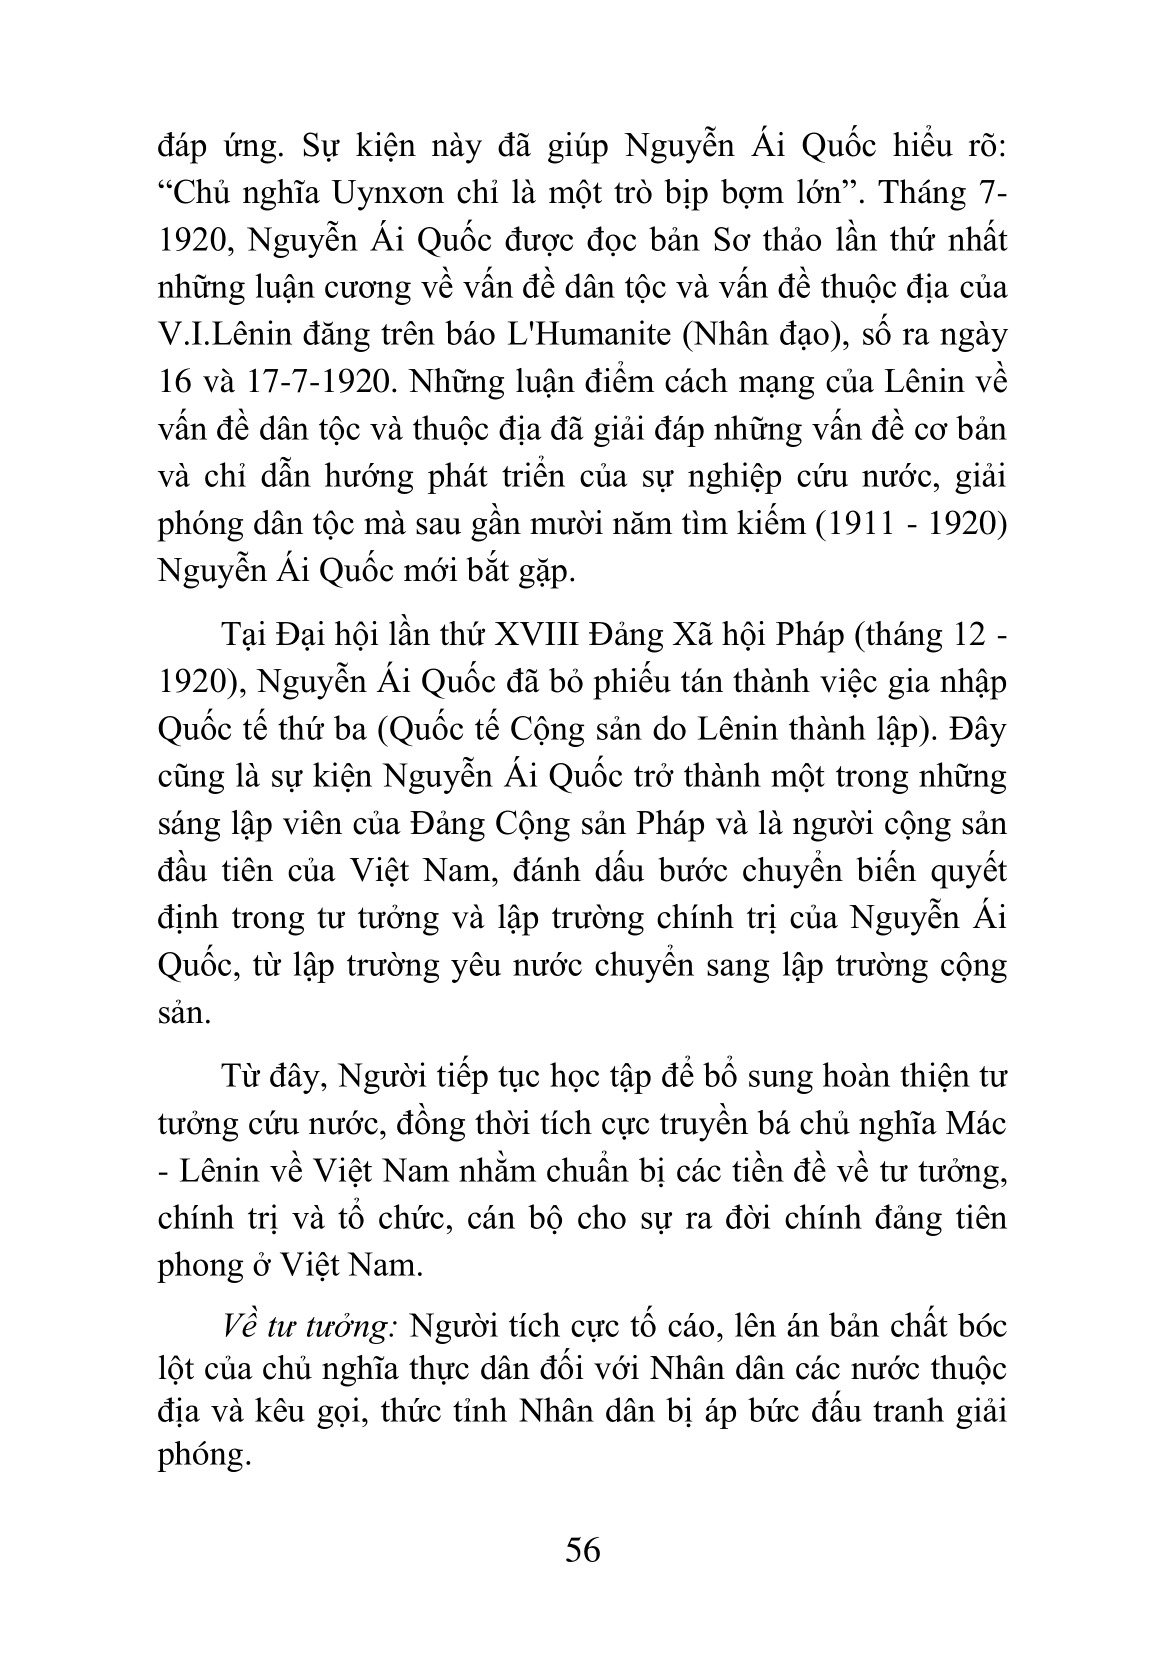 đáp ứng. Sự kiện này đã giúp Nguyễn Ái Quốc hiểu rõ:
“Chủ nghĩa Uynxơn chỉ là một trò bịp bợm lớn”. Tháng 7-
1920, Nguyễn Ái Quốc được đọc bản Sơ thảo lần thứ nhất
những luận cương về vấn đề dân tộc và vấn đề thuộc địa của
V.I.Lênin đăng trên báo L'Humanite (Nhân đạo), số ra ngày
16 và 17-7-1920. Những luận điểm cách mạng của Lênin về
vấn đề dân tộc và thuộc địa đã giải đáp những vấn đề cơ bản
và chỉ dẫn hướng phát triển của sự nghiệp cứu nước, giải
phóng dân tộc mà sau gần mười năm tìm kiếm (1911 - 1920)
Nguyễn Ái Quốc mới bắt gặp.
Tại Đại hội lần thứ XVIII Đảng Xã hội Pháp (tháng 12 -
1920), Nguyễn Ái Quốc đã bỏ phiếu tán thành việc gia nhập
Quốc tế thứ ba (Quốc tế Cộng sản do Lênin thành lập). Đây
cũng là sự kiện Nguyễn Ái Quốc trở thành một trong những
sáng lập viên của Đảng Cộng sản Pháp và là người cộng sản
đầu tiên của Việt Nam, đánh dấu bước chuyển biến quyết
định trong tư tưởng và lập trường chính trị của Nguyễn Ái
Quốc, từ lập trường yêu nước chuyển sang lập trường cộng
sản.
Từ đây, Người tiếp tục học tập để bổ sung hoàn thiện tư
tưởng cứu nước, đồng thời tích cực truyền bá chủ nghĩa Mác
- Lênin về Việt Nam nhằm chuẩn bị các tiền đề về tư tưởng,
chính trị và tổ chức, cán bộ cho sự ra đời chính đảng tiên
phong ở Việt Nam.
Về tư tưởng: Người tích cực tố cáo, lên án bản chất bóc
lột của chủ nghĩa thực dân đối với Nhân dân các nước thuộc
địa và kêu gọi, thức tỉnh Nhân dân bị áp bức đấu tranh giải
phóng.
56